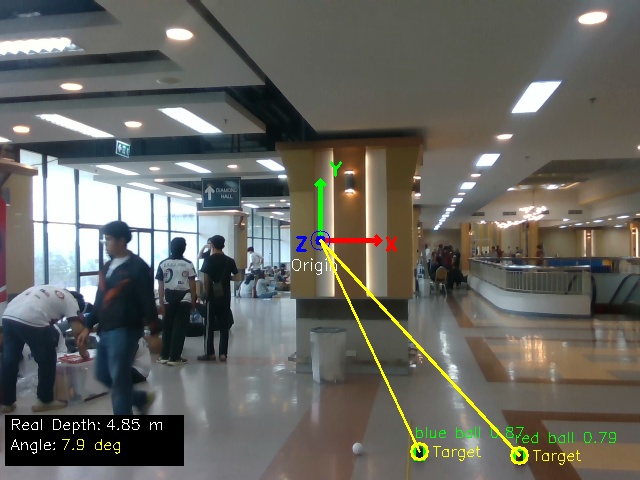 DIAMOND
HALL
Y
Z
X
Origin
blue ball 0.87
red ball 0.79
Target
Target
Real Depth: 4.85 m
Angle: 7.9 deg